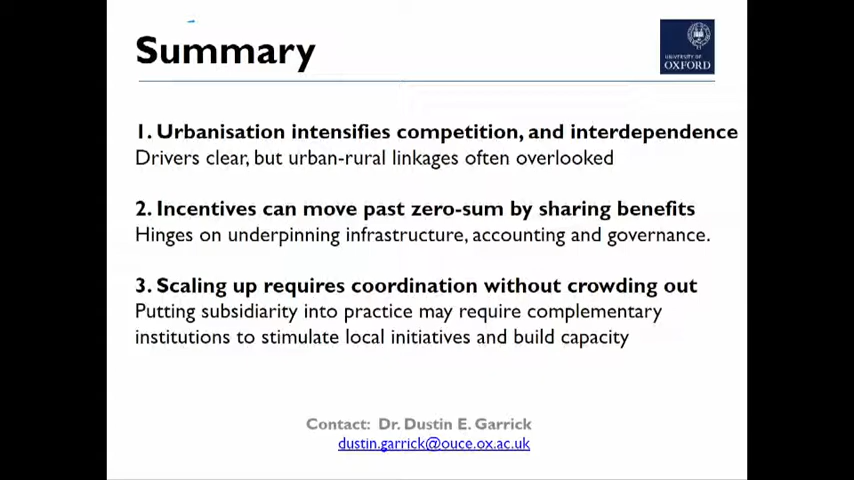 Summary
UNIVERSITY OF
OXFORD
1. Urbanisation intensifies competition, and interdependence
Drivers clear, but urban-rural linkages often overlooked
2. Incentives can move past zero-sum by sharing benefits
Hinges on underpinning infrastructure, accounting and governance.
3. Scaling up requires coordination without crowding out
Putting subsidiarity into practice may require complementary
institutions to stimulate local initiatives and build capacity
Contact: Dr. Dustin E. Garrick
dustin.garrick@ouce.ox.ac.uk